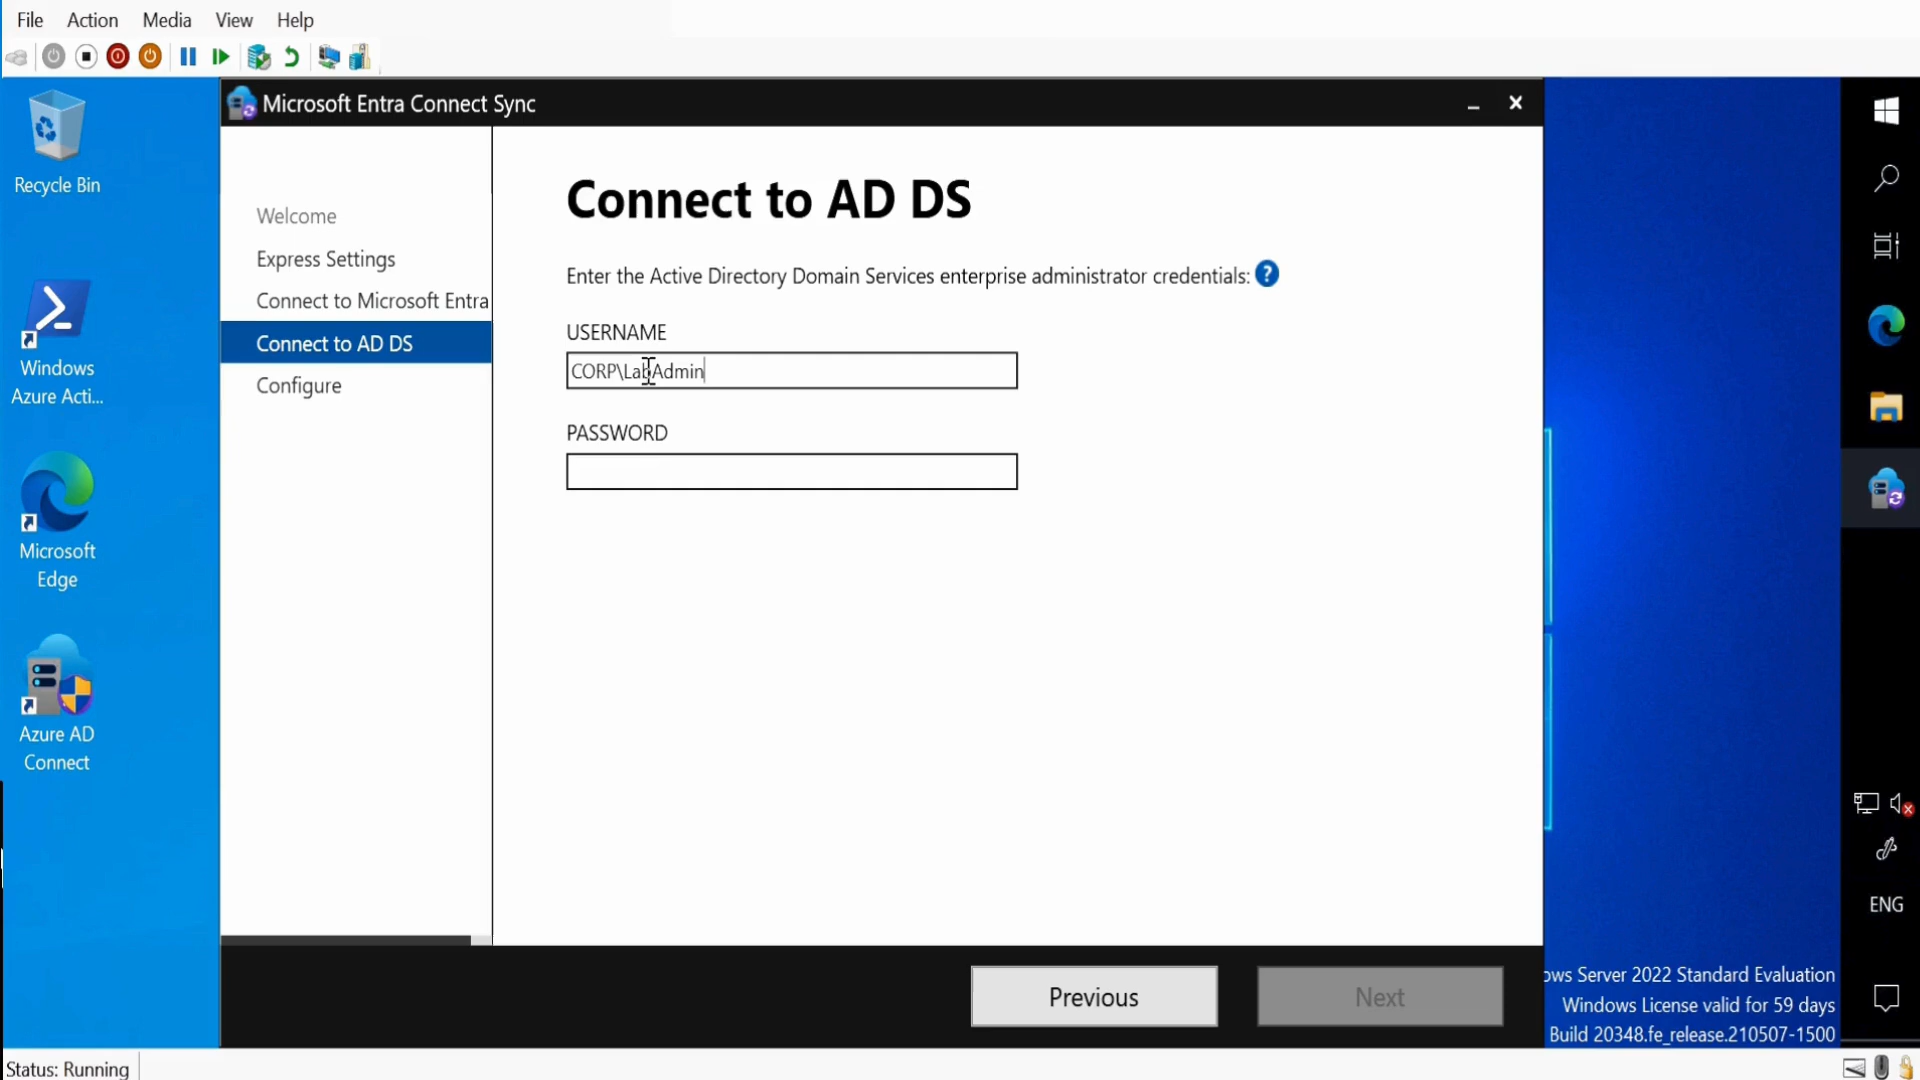 File Action Media View Help
Microsoft Entra Connect Sync
Recycle Bin
Windows
Azure Acti...
Microsoft
Edge
Azure AD
Connect
Welcome
Express Settings
Connect to Microsoft Entra
Connect to AD DS
Configure
Connect to AD DS
Enter the Active Directory Domain Services enterprise administrator credentials: ?
USERNAME
CORP\LabAdmin
PASSWORD
Previous
Next
ENG
ows Server 2022 Standard Evaluation
Windows License valid for 59 days
Build 20348.fe_release.210507-1500
Status: Running